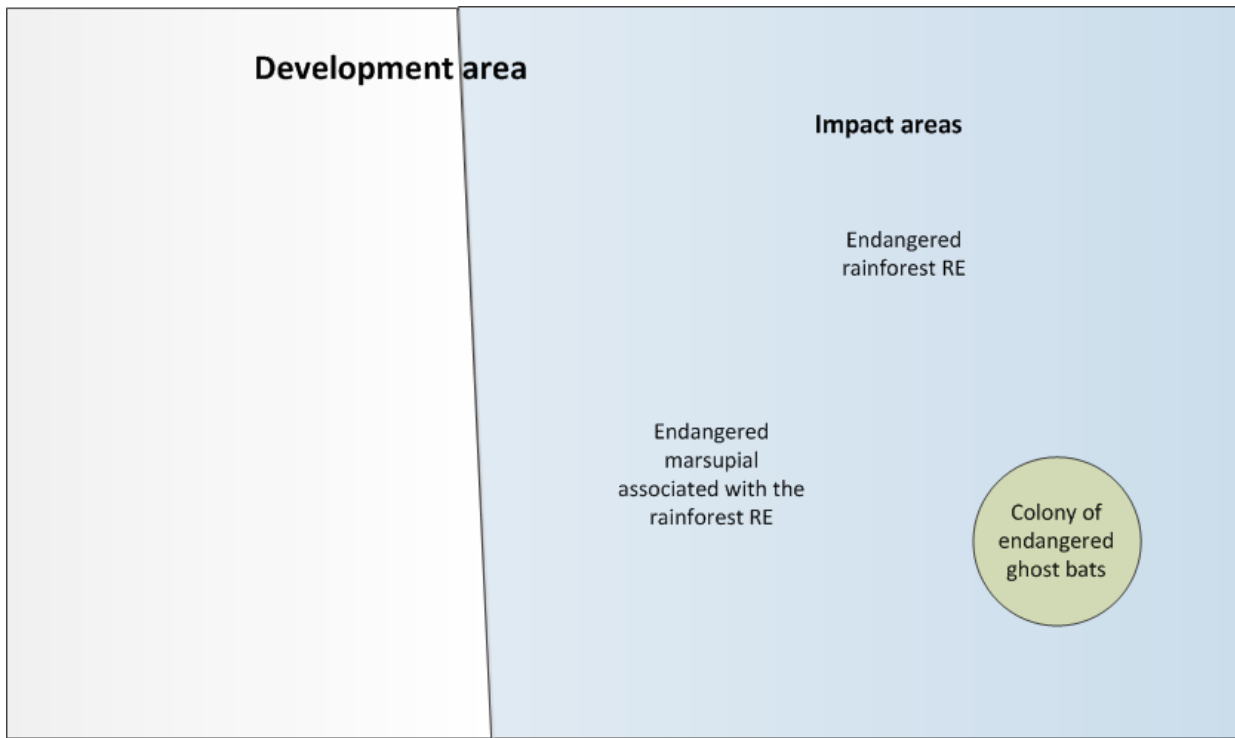 Development area
Impact areas
Endangered
rainforest RE
Endangered
marsupial
associated with the
rainforest RE
Colony of
endangered
ghost bats